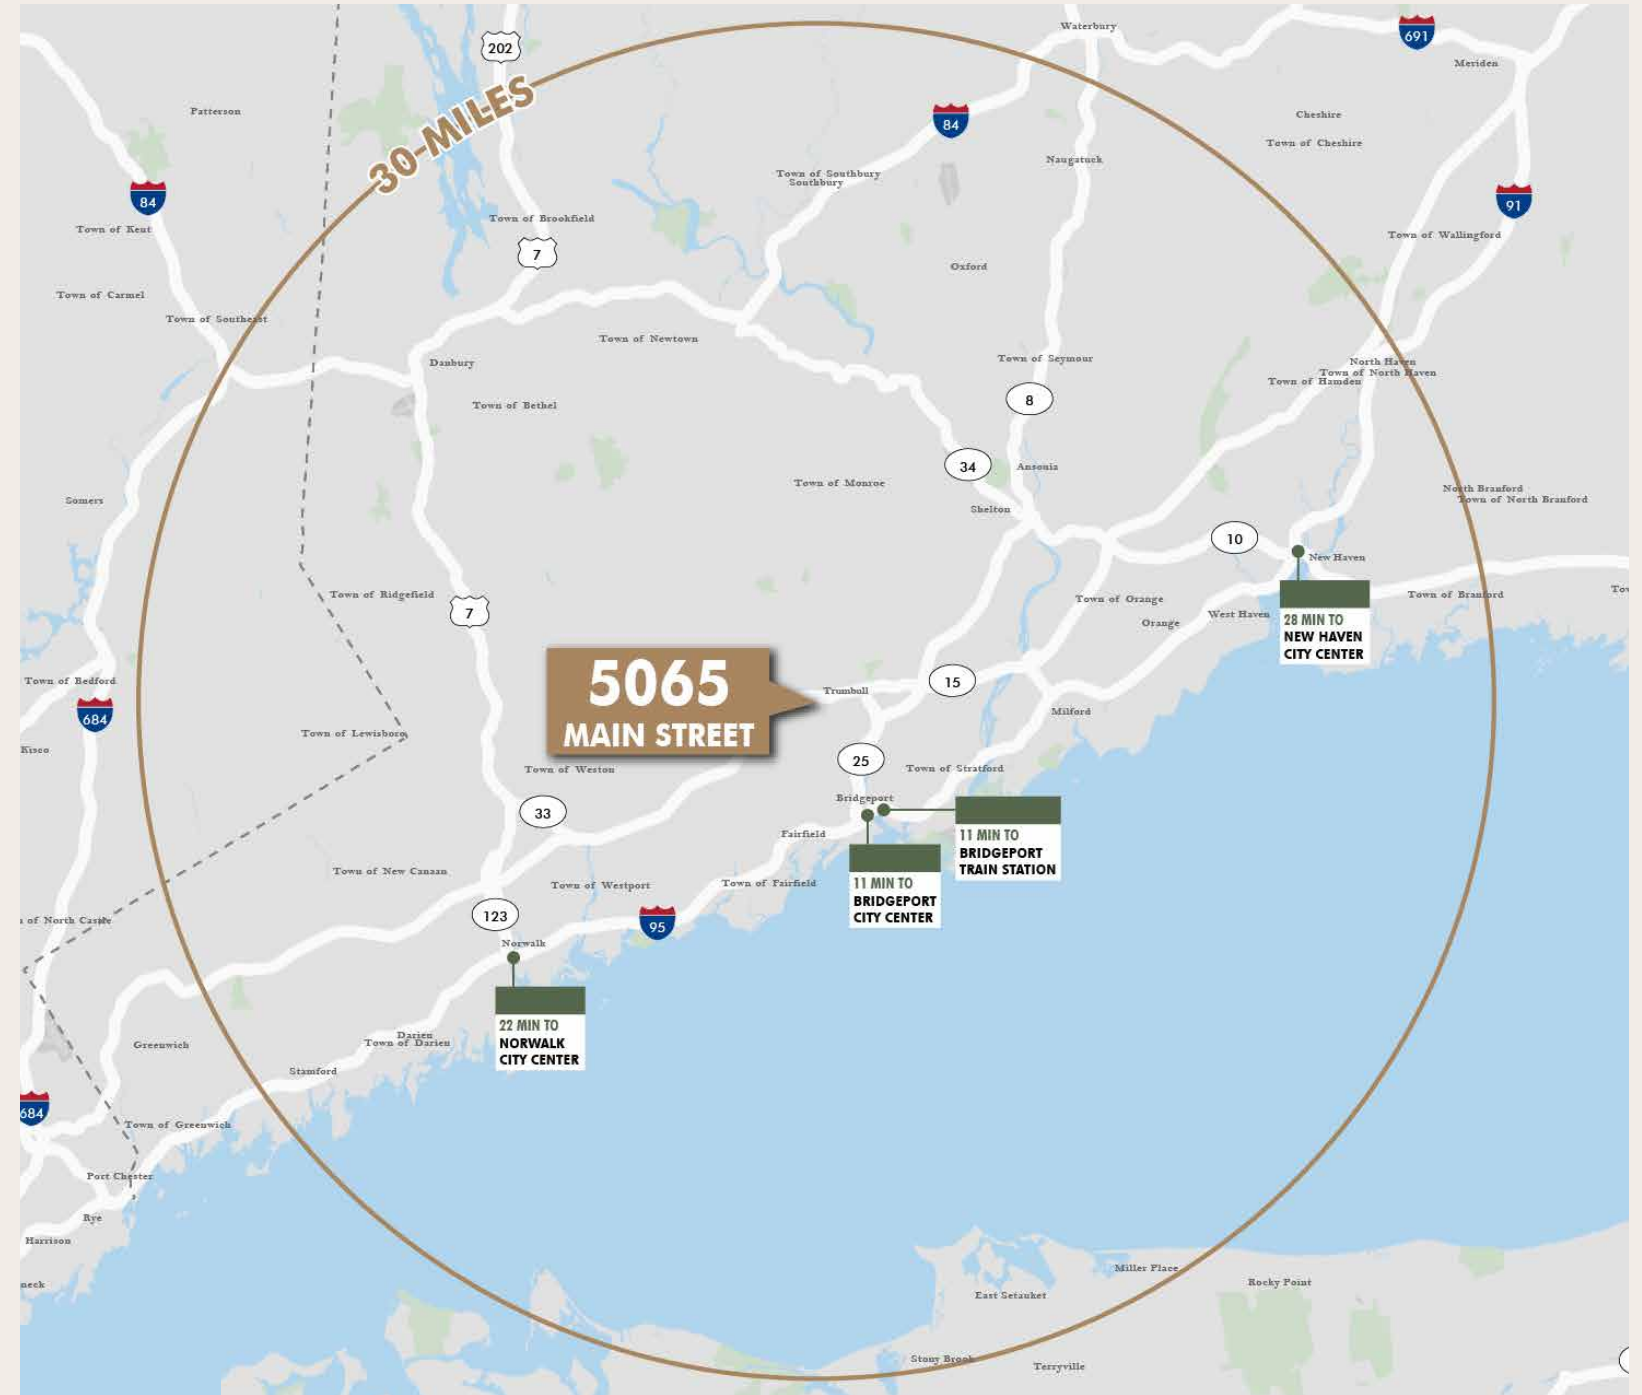 202
Waterbury
691
Meriden
30-MILES
Patterson
84
Cheshire
Town of Cheshire
Naugatuck
Town of Southbury
Southbury
84
91
Town of Kent
Town of Brookfield
7
Town of Wallingford
Oxford
Town of Carmel
Town of Southeast
Town of Newtown
Danbury
Town of Seymour
North Haven
Town of North Haven
Town of Hamden
8
Town of Bethel
34
Ansonia
Town of Monroe
Somers
Shelton
North Branford
Town of North Branford
10
New Haven
Town of Ridgefield
7
Town of Orange
Orange
West Haven
Town of Branford
28 MIN TO
NEW HAVEN
CITY CENTER
5065
MAIN STREET
Town of Bedford
684
Trumbull
15
Milford
Town of Lewisboro
Kisco
25
Town of Weston
Town of Stratford
33
Bridgeport
Fairfield
11 MIN TO
BRIDGEPORT
TRAIN STATION
Town of New Canaan
Town of Westport
Town of Fairfield
11 MIN TO
BRIDGEPORT
CITY CENTER
of North Castle
123
95
Norwalk
22 MIN TO
NORWALK
CITY CENTER
Darien
Town of Darien
Greenwich
Stamford
684
Town of Greenwich
Port Chester
Rye
Harrison
neck
Miller Place
Rocky Point
East Setauket
Stony Brook
Terryville